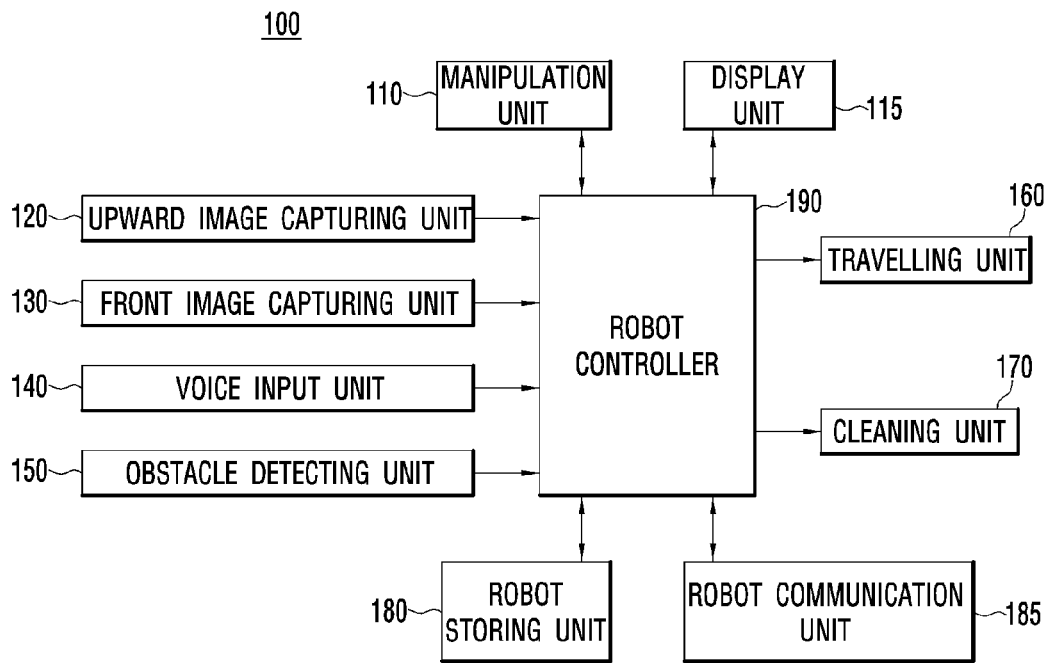 100
110
MANIPULATION
UNIT
DISPLAY
UNIT
115
120
UPWARD IMAGE CAPTURING UNIT
130
FRONT IMAGE CAPTURING UNIT
140
VOICE INPUT UNIT
150
OBSTACLE DETECTING UNIT
190
ROBOT
CONTROLLER
160
TRAVELLING UNIT
170
CLEANING UNIT
180
ROBOT
STORING UNIT
ROBOT COMMUNICATION
UNIT
185